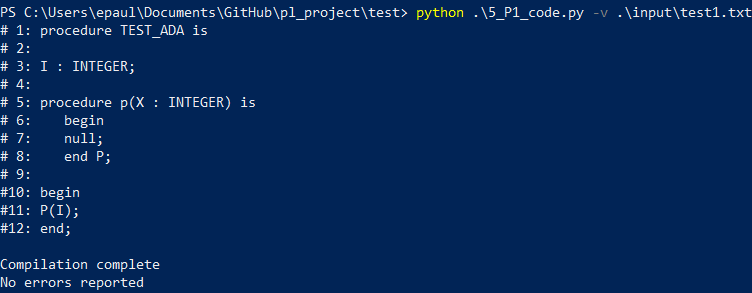 PS C:\Users\epaul\Documents\GitHub\pl_project\test> python .\5_P1_code.py -v .\input\test1.txt
# 1: procedure TEST_ADA is
# 2:
# 3: I : INTEGER;
# 4:
# 5: procedure p(X : INTEGER) is
# 6:    begin
# 7:    null;
# 8:    end P;
# 9:
#10: begin
#11: P(I);
#12: end;

Compilation complete
No errors reported